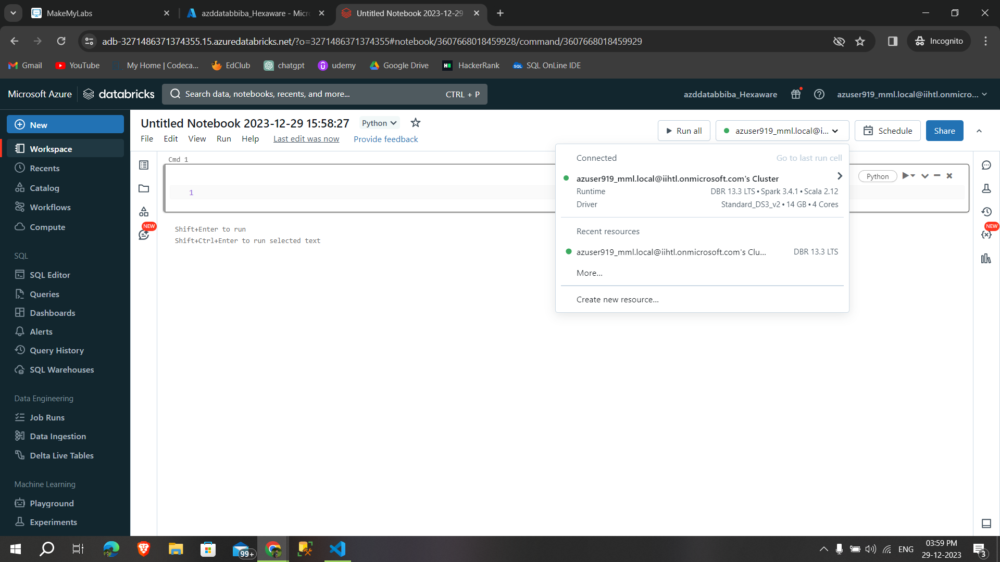 MakeMyLabs
azddatabbiba_Hexaware - Micr
Untitled Notebook 2023-12-29
adb-3271486371374355.15.azuredatabricks.net/?o=3271486371374355#notebook/3607668018459928/command/3607668018459929
Incognito
Gmail
YouTube
My Home | Codeca...
EdClub
chatgpt
udemy
Google Drive
HackerRank
SQL OnLine IDE
Microsoft Azure
databricks
Search data, notebooks, recents, and more...
CTRL + P
azddatabbiba_Hexaware
azuser919_mml.local@iihtl.onmicro...
New
Workspace
Recents
Catalog
Workflows
Compute
SQL
SQL Editor
Queries
Dashboards
Alerts
Query History
SQL Warehouses
Data Engineering
Job Runs
Data Ingestion
Delta Live Tables
Machine Learning
Playground
Experiments
Untitled Notebook 2023-12-29 15:58:27
Python
File Edit View Run Help Last edit was now Provide feedback
Run all
azuser919_mml.local@i...
Schedule
Share
NEW
Cmd 1
1
Python
Shift+Enter to run
Shift+Ctrl+Enter to run selected text
Connected
Go to last run cell
azuser919_mml.local@iihtl.onmicrosoft.com's Cluster
Runtime DBR 13.3 LTS • Spark 3.4.1 • Scala 2.12
Driver Standard_DS3_v2 • 14 GB • 4 Cores
Recent resources
azuser919_mml.local@iihtl.onmicrosoft.com's Clu... DBR 13.3 LTS
More...
Create new resource...
NEW
99+
ENG
03:59 PM
29-12-2023
3